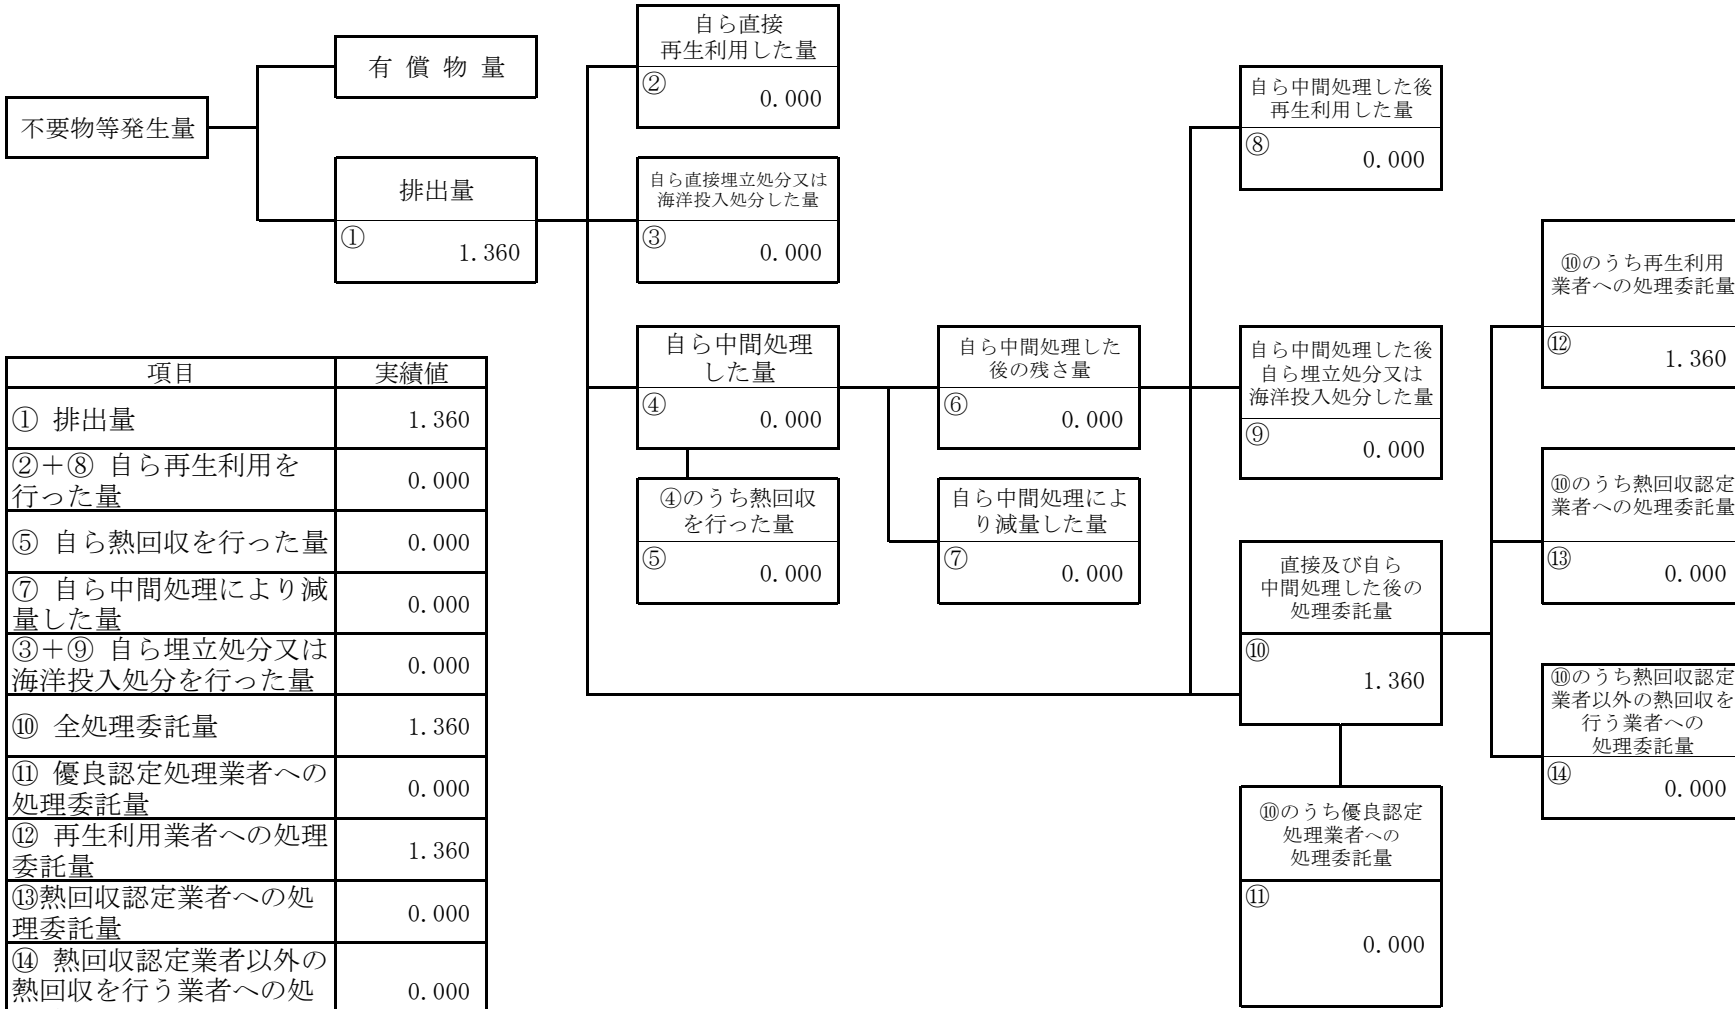 不要物等発生量
有 償 物 量
排出量
①
1.360
自ら直接
再生利用した量
②
0.000
自ら直接埋立処分又は
海洋投入処分した量
③
0.000
自ら中間処理
した量
④
0.000
④のうち熱回収
を行った量
⑤
0.000
自ら中間処理した
後の残さ量
⑥
0.000
自ら中間処理によ
り減量した量
⑦
0.000
自ら中間処理した後
再生利用した量
⑧
0.000
自ら中間処理した後
自ら埋立処分又は
海洋投入処分した量
⑨
0.000
直接及び自ら
中間処理した後の
処理委託量
⑩
1.360
⑩のうち優良認定
処理業者への
処理委託量
⑪
0.000
⑩のうち再生利用
業者への処理委託量
⑫
1.360
⑩のうち熱回収認定
業者への処理委託量
⑬
0.000
⑩のうち熱回収認定
業者以外の熱回収を
行う業者への
処理委託量
⑭
0.000
項目 実績値
① 排出量 1.360
②＋⑧ 自ら再生利用を
行った量 0.000
⑤ 自ら熱回収を行った量 0.000
⑦ 自ら中間処理により減
量した量 0.000
③＋⑨ 自ら埋立処分又は
海洋投入処分を行った量 0.000
⑩ 全処理委託量 1.360
⑪ 優良認定処理業者への
処理委託量 0.000
⑫ 再生利用業者への処理
委託量 1.360
⑬熱回収認定業者への処
理委託量 0.000
⑭ 熱回収認定業者以外の
熱回収を行う業者への処 0.000